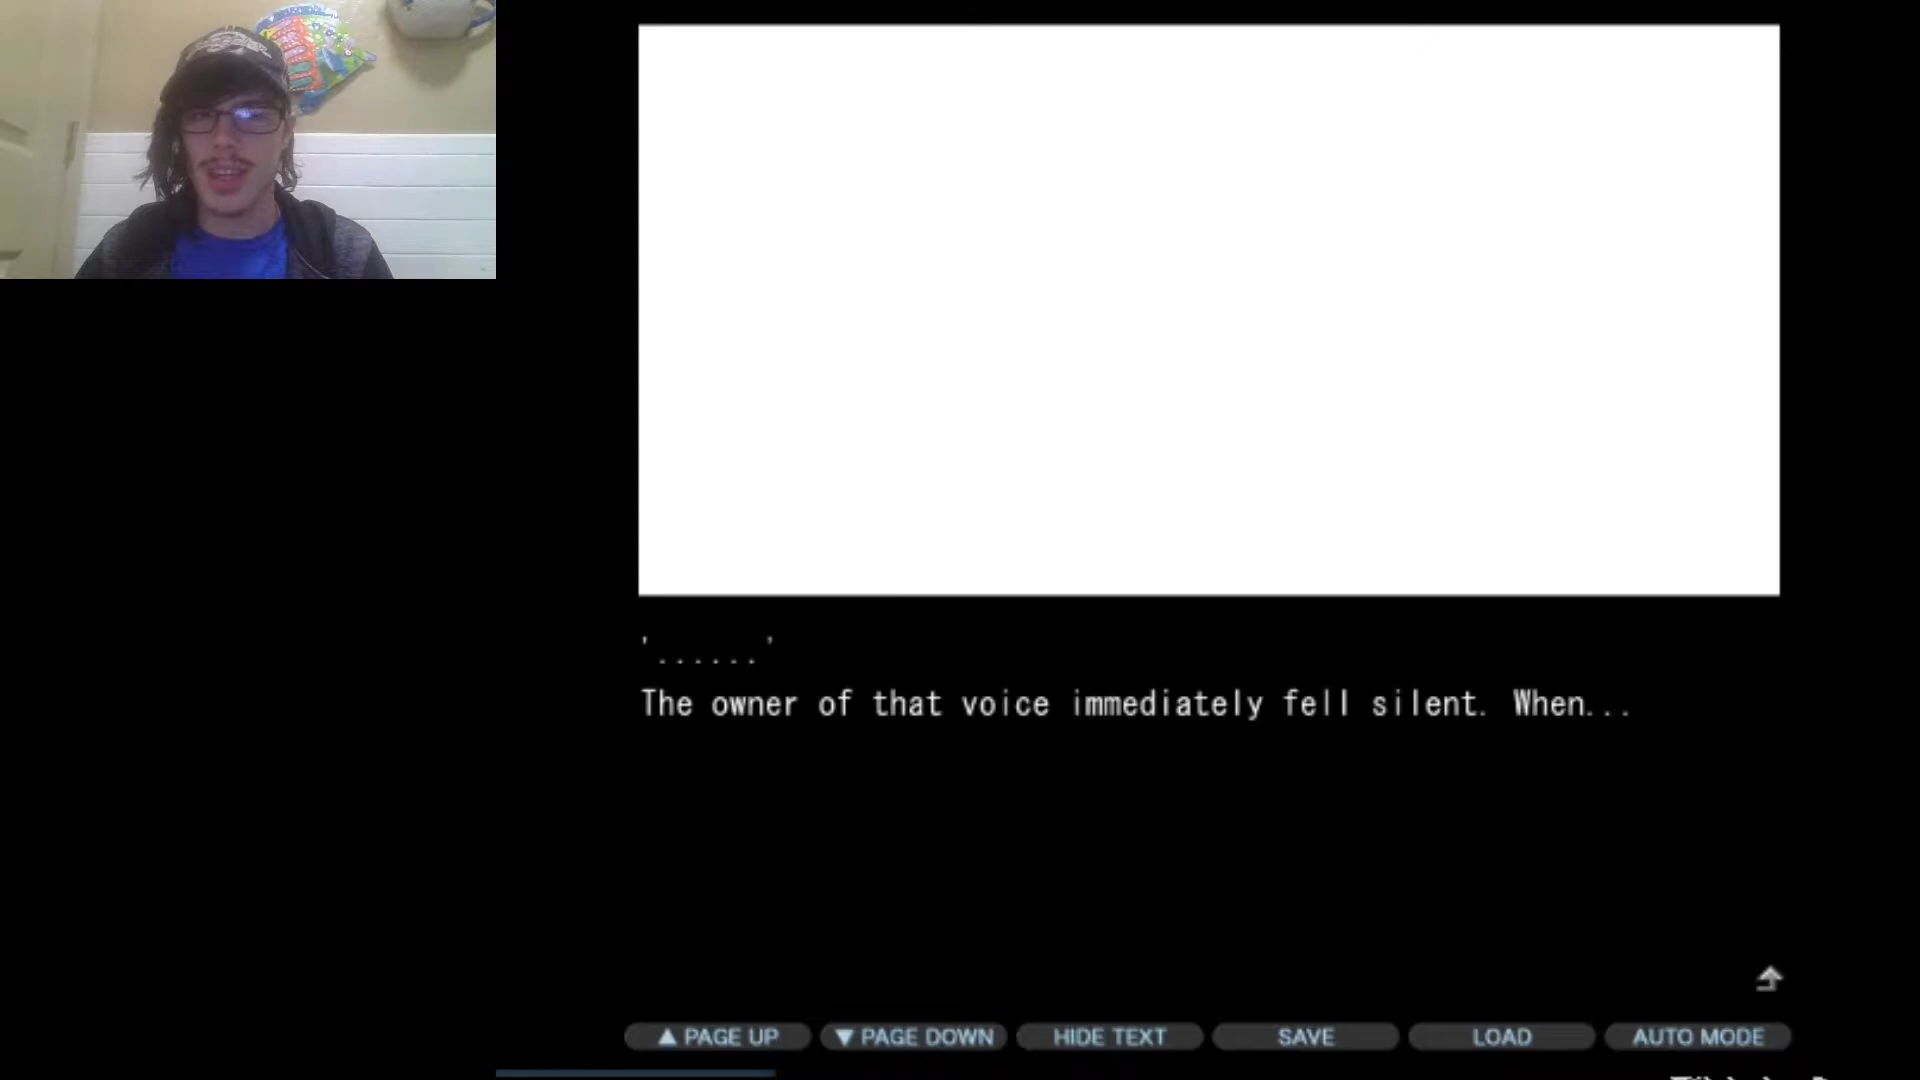 '......'
The owner of that voice immediately fell silent. When...
▲ PAGE UP
▼ PAGE DOWN
HIDE TEXT
SAVE
LOAD
AUTO MODE